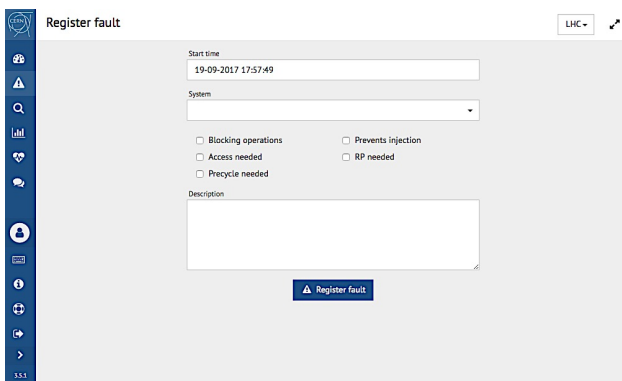 CERN
Register fault
LHC
Start time
19-09-2017 17:57:49
System
Blocking operations
Prevents injection
Access needed
RP needed
Precycle needed
Description
Register fault
3.5.1